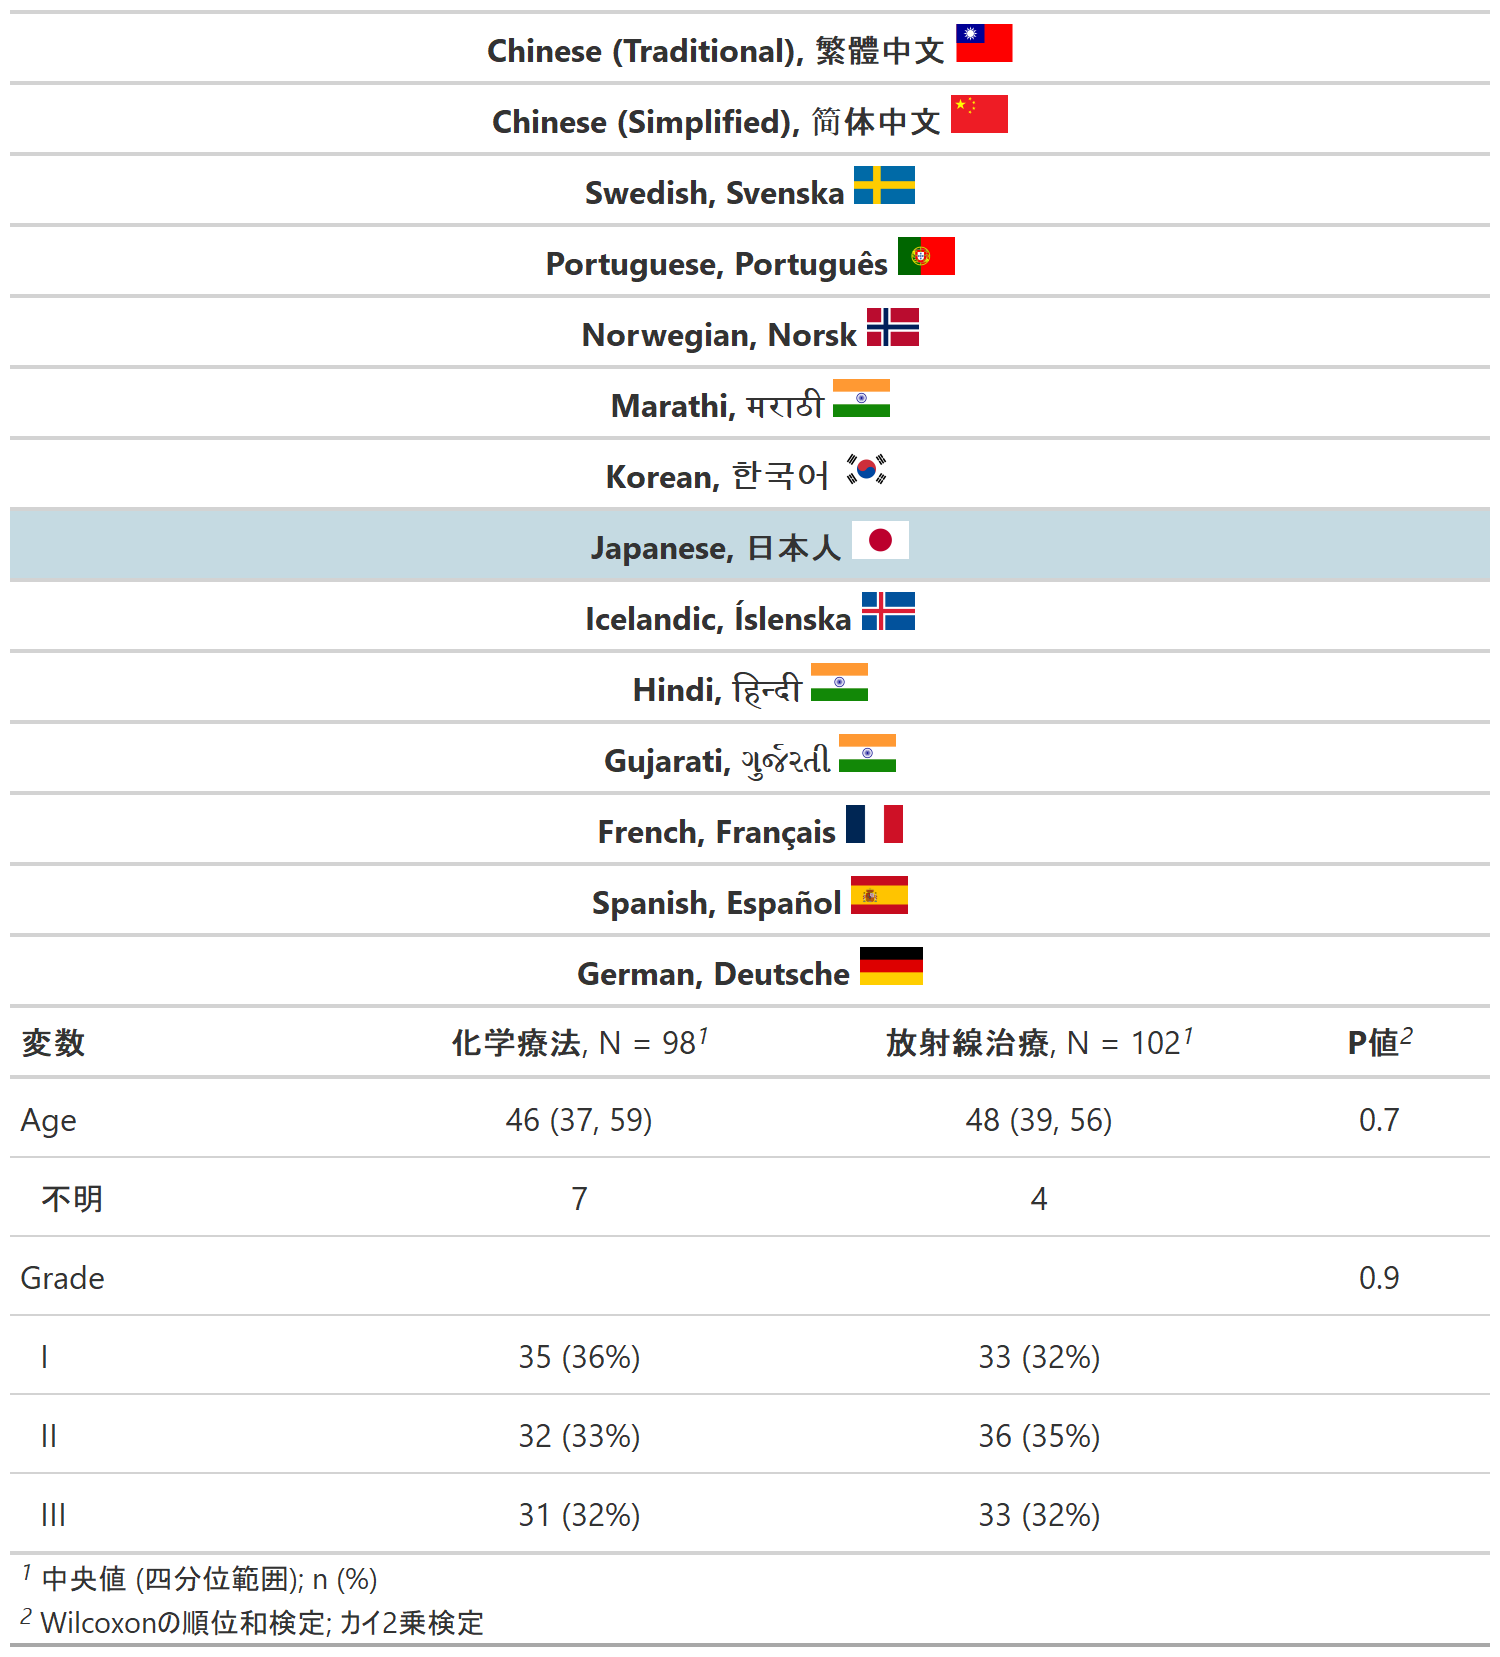 Chinese (Traditional), 繁體中文
Chinese (Simplified), 简体中文
Swedish, Svenska
Portuguese, Português
Norwegian, Norsk
Marathi, मराठी
Korean, 한국어
Japanese, 日本人
Icelandic, Íslenska
Hindi, हिन्दी
Gujarati, ગુર્જરતી
French, Français
Spanish, Español
German, Deutsche
変数 化学療法, N = 98¹ 放射線治療, N = 102¹ P値²
Age 46 (37, 59) 48 (39, 56) 0.7
不明 7 4
Grade 0.9
I 35 (36%) 33 (32%)
II 32 (33%) 36 (35%)
III 31 (32%) 33 (32%)
¹ 中央値 (四分位範囲); n (%)
² Wilcoxonの順位和検定; カイ2乗検定